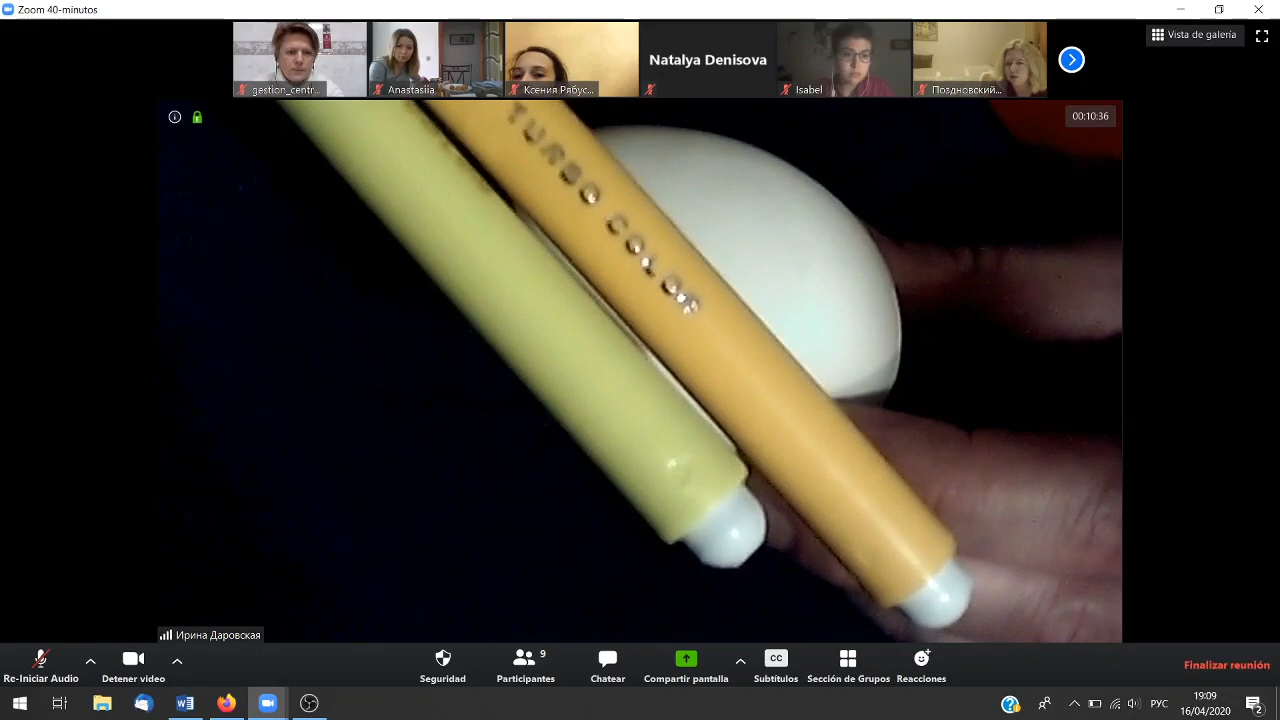 Zoom 40-minutos
Vista de galería
gestion_centr...
Anastasiia
Ксения Рябус...
Natalya Denisova
Isabel
Поздновский...
00:10:36
TURBO COLOR
Ирина Даровская
Re-Iniciar Audio
Detener video
Seguridad
9
Participantes
Chatear
Compartir pantalla
CC
Subtítulos
Sección de Grupos
Reacciones
Finalizar reunión
РУС
19:09
16/04/2020
2